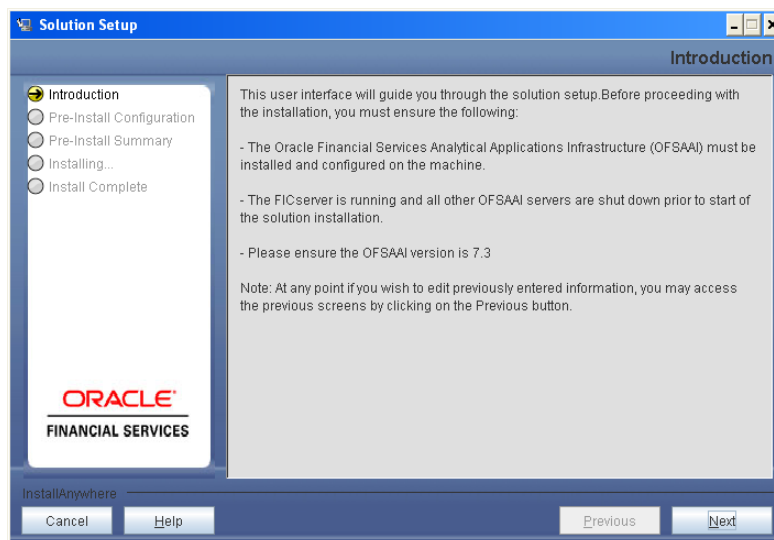 Solution Setup
Introduction
Introduction
Pre-Install Configuration
Pre-Install Summary
Installing...
Install Complete
ORACLE
FINANCIAL SERVICES
This user interface will guide you through the solution setup.Before proceeding with
the installation, you must ensure the following:
- The Oracle Financial Services Analytical Applications Infrastructure (OFSAAI) must be
installed and configured on the machine.
- The FICserver is running and all other OFSAAI servers are shut down prior to start of
the solution installation.
- Please ensure the OFSAAI version is 7.3
Note: At any point if you wish to edit previously entered information, you may access
the previous screens by clicking on the Previous button.
InstallAnywhere
Cancel Help Previous Next